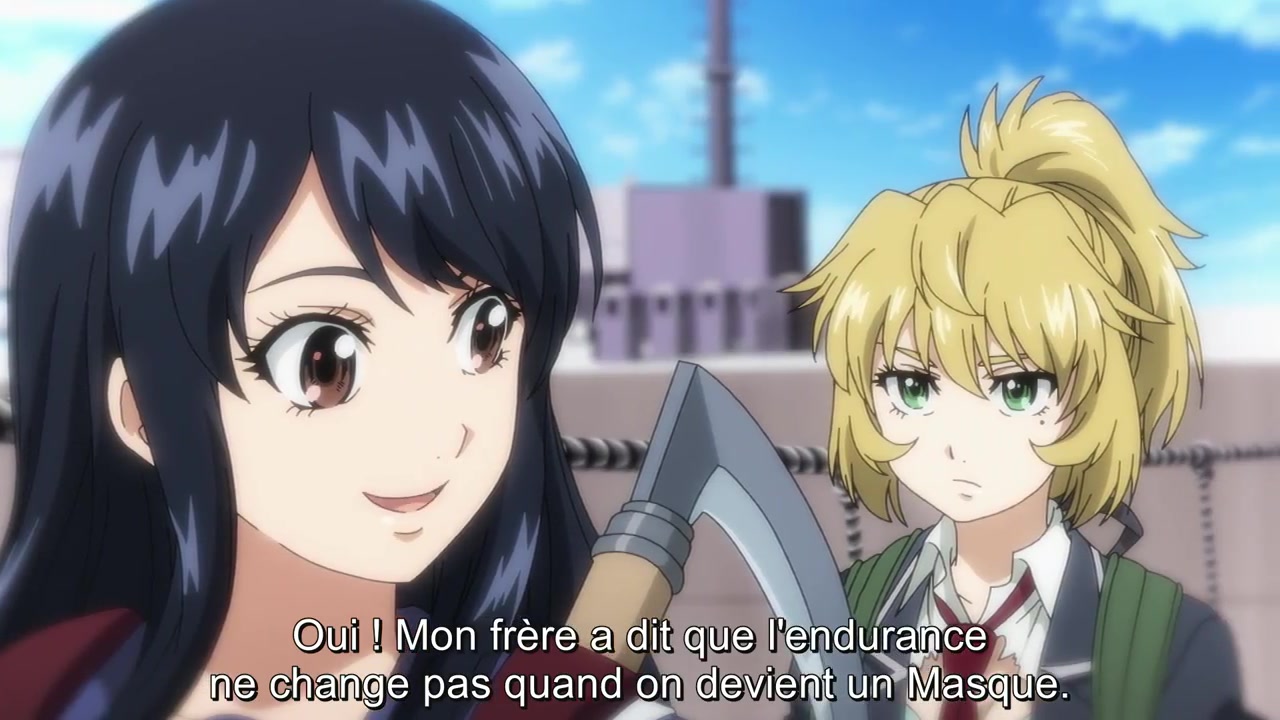 Oui ! Mon frère a dit que l'endurance
ne change pas quand on devient un Masque.